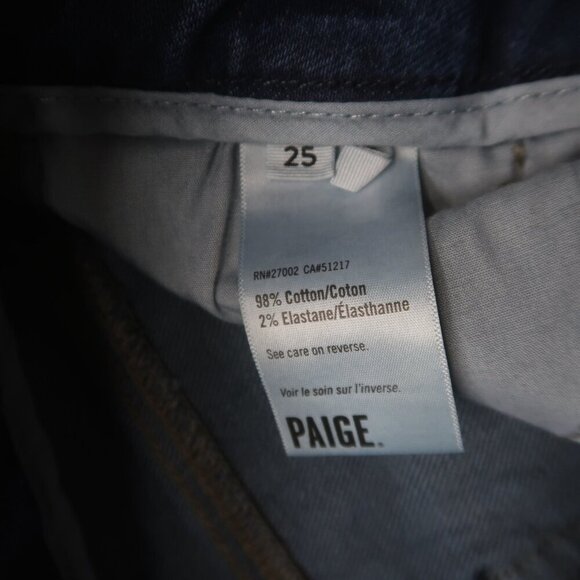 25
RN#27002 CA#51217
98% Cotton/Coton
2% Elastane/Élasthanne
See care on reverse.
Voir le soin sur l'inverse.
PAIGE.